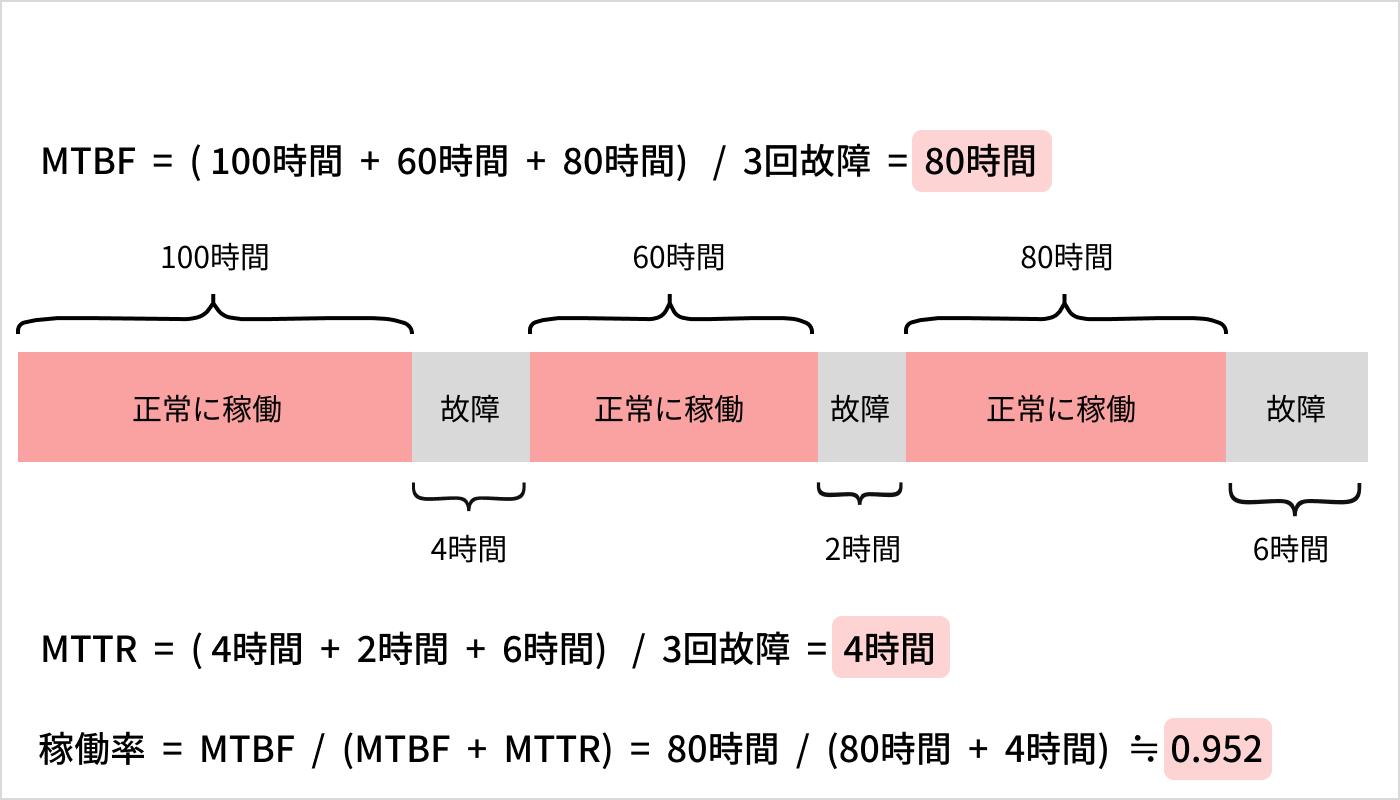 MTBF = ( 100時間 + 60時間 + 80時間) / 3回故障 = 80時間
100時間 60時間 80時間
正常に稼働 故障 正常に稼働 故障 正常に稼働 故障
4時間 2時間 6時間
MTTR = ( 4時間 + 2時間 + 6時間) / 3回故障 = 4時間
稼働率 = MTBF / (MTBF + MTTR) = 80時間 / (80時間 + 4時間) ≒ 0.952